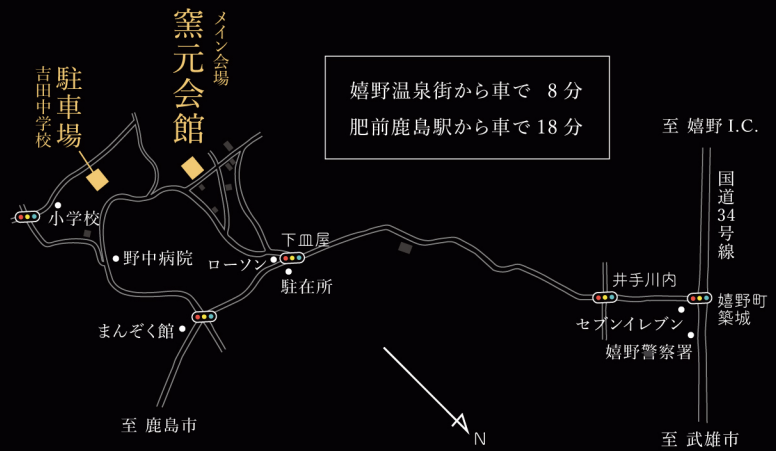 メイン会場
窯元会館
駐車場
吉田中学校
嬉野温泉街から車で 8 分
肥前鹿島駅から車で 18 分
至 嬉野 I.C.
国道34号線
小学校
野中病院
ローソン
下皿屋
駐在所
まんぞく館
井手川内
セブンイレブン
嬉野町
築城
嬉野警察署
至 鹿島市
至 武雄市
N